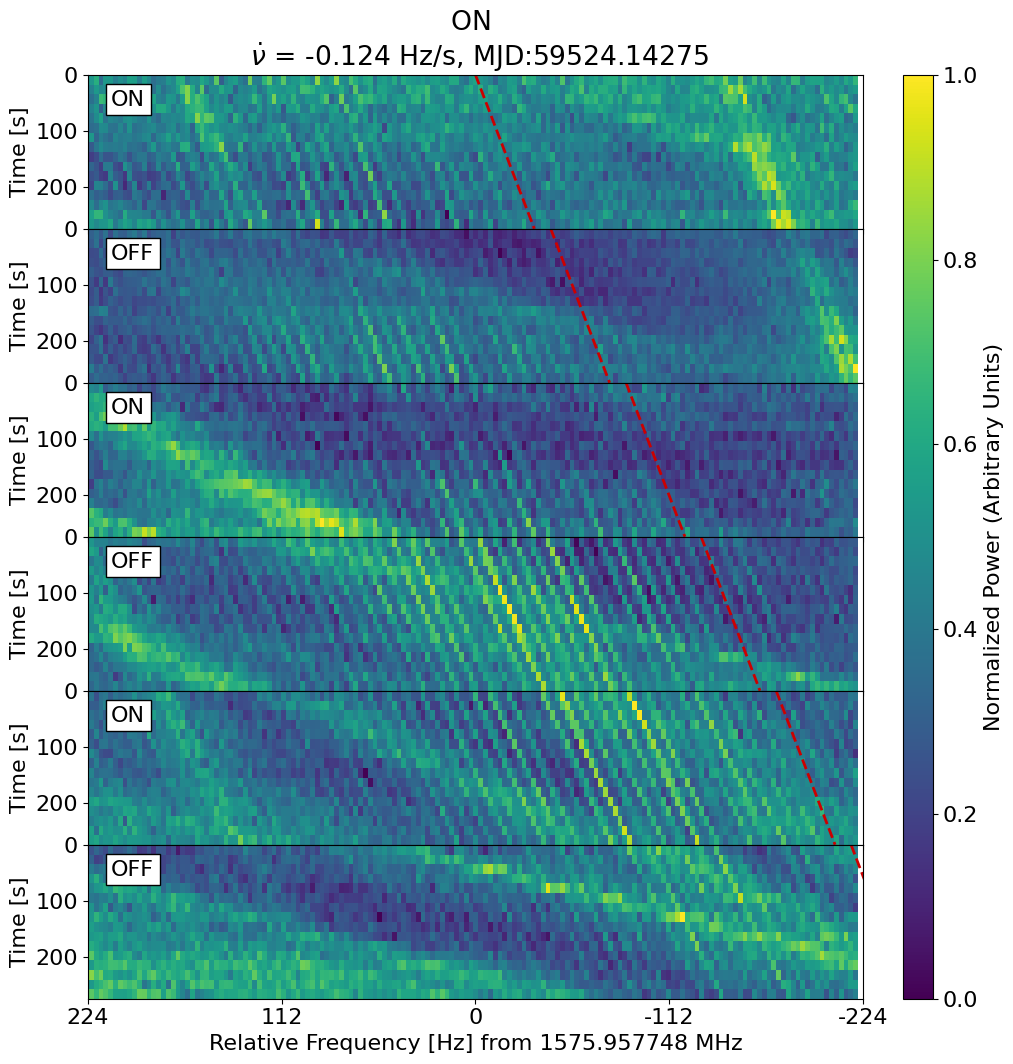 ON
ν̇ = -0.124 Hz/s, MJD:59524.14275
0
ON
100
200
Time [s]
0
OFF
100
200
Time [s]
0
ON
100
200
Time [s]
0
OFF
100
200
Time [s]
0
ON
100
200
Time [s]
0
OFF
100
200
Time [s]
224 112 0 -112 -224
Relative Frequency [Hz] from 1575.957748 MHz
1.0
0.8
0.6
0.4
0.2
0.0
Normalized Power (Arbitrary Units)